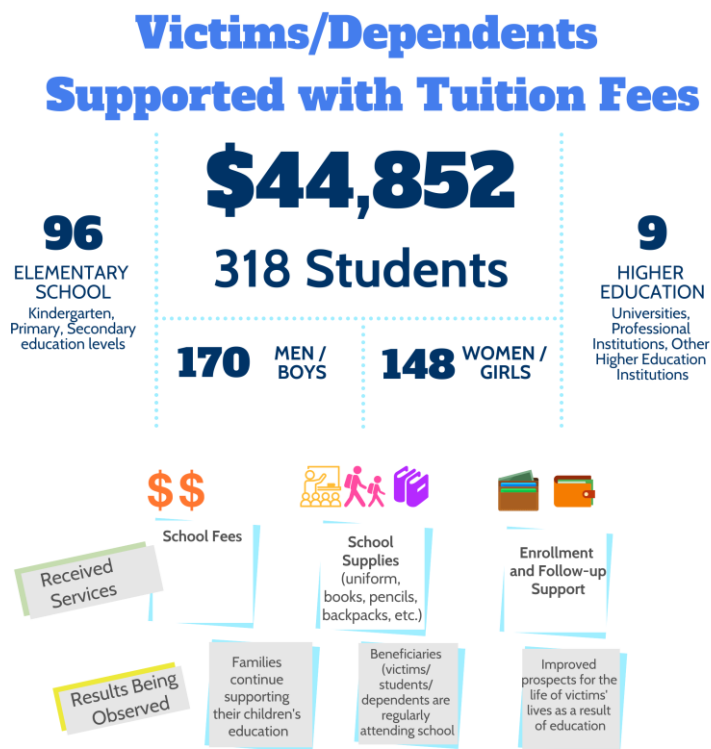 Victims/Dependents
Supported with Tuition Fees
$44,852
318 Students
96
ELEMENTARY
SCHOOL
Kindergarten,
Primary, Secondary
education levels
9
HIGHER
EDUCATION
Universities,
Professional
Institutions, Other
Higher Education
Institutions
170 MEN /
BOYS
148 WOMEN /
GIRLS
$$
Received
Services
School Fees
School
Supplies
(uniform,
books, pencils,
backpacks, etc.)
Enrollment
and Follow-up
Support
Results Being
Observed
Families
continue
supporting
their children's
education
Beneficiaries
(victims/
students/
dependents are
regularly
attending school
Improved
prospects for the
life of victims'
lives as a result
of education